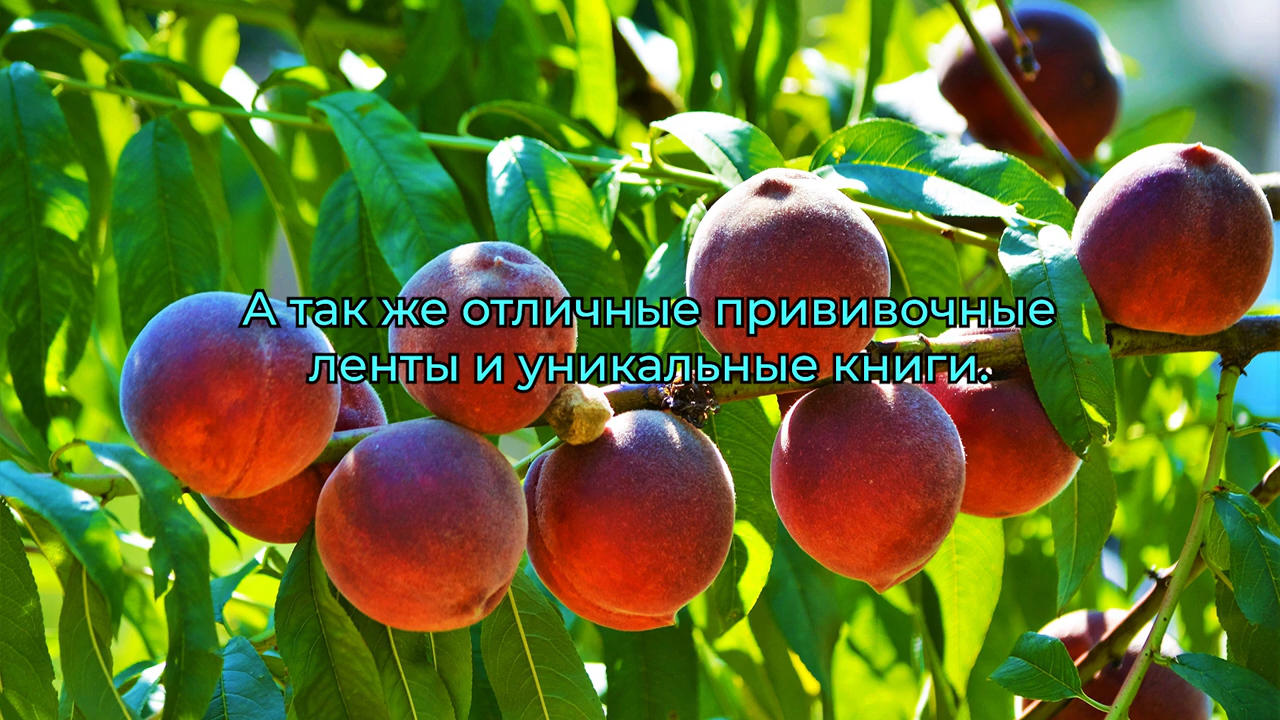 А так же отличные прививочные
ленты и уникальные книги.